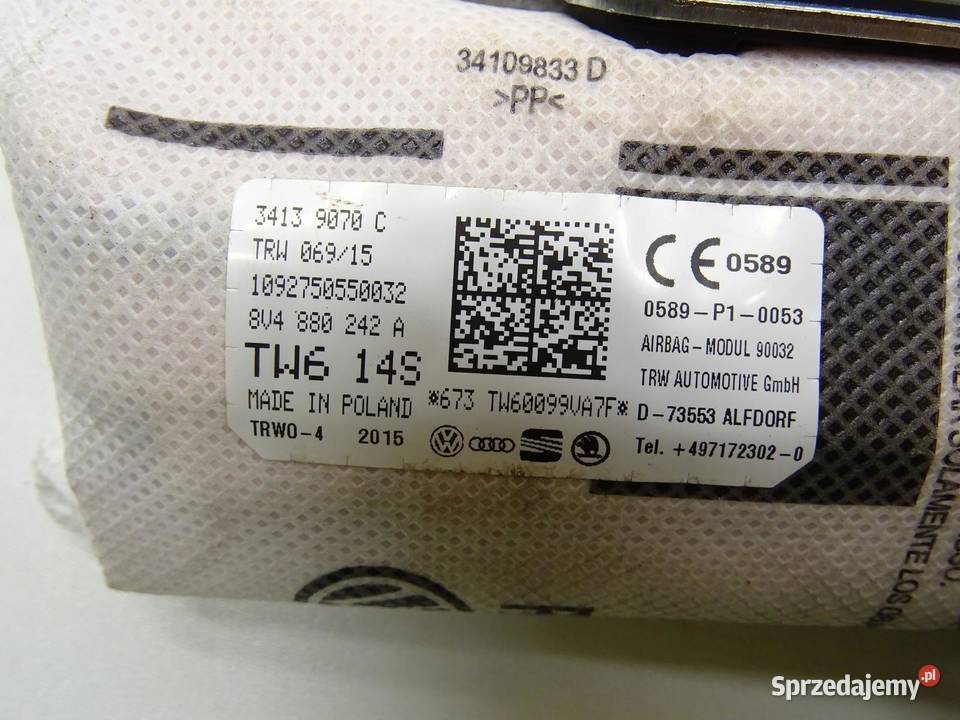 34109833 D
>PP<
3413 9070 C
TRW 069/15
1092750550032
8V4 880 242 A
TW6 14S
MADE IN POLAND
TRWO-4 2015
*673 TW60099VA7F*
CE 0589
0589-P1-0053
AIRBAG-MODUL 90032
TRW AUTOMOTIVE GmbH
D-73553 ALFDORF
Tel. +497172302-0
SOLAMENTE LOS
Sprzedajemy.pl